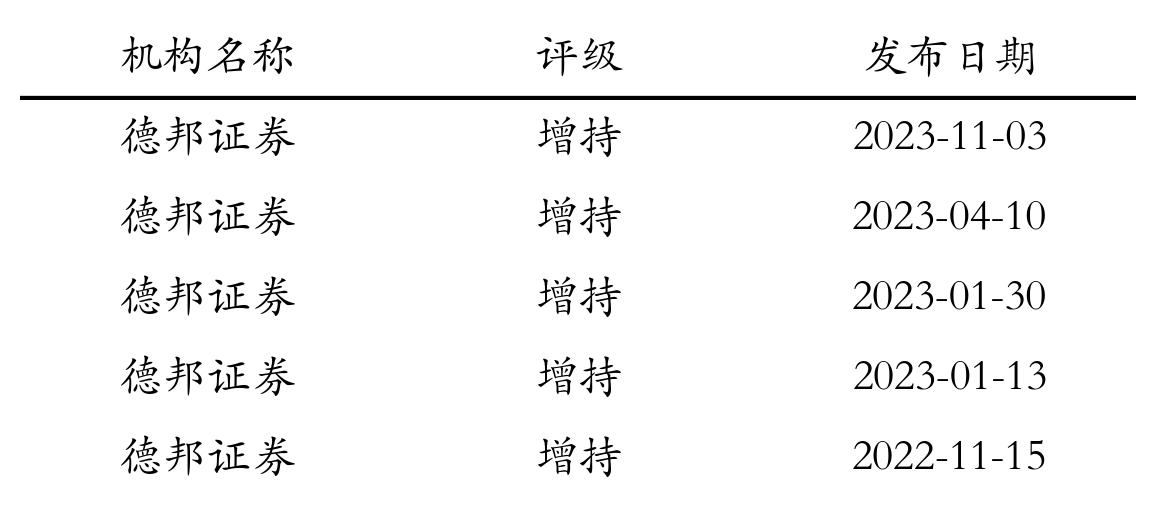 机构名称 评级 发布日期
德邦证券 增持 2023-11-03
德邦证券 增持 2023-04-10
德邦证券 增持 2023-01-30
德邦证券 增持 2023-01-13
德邦证券 增持 2022-11-15